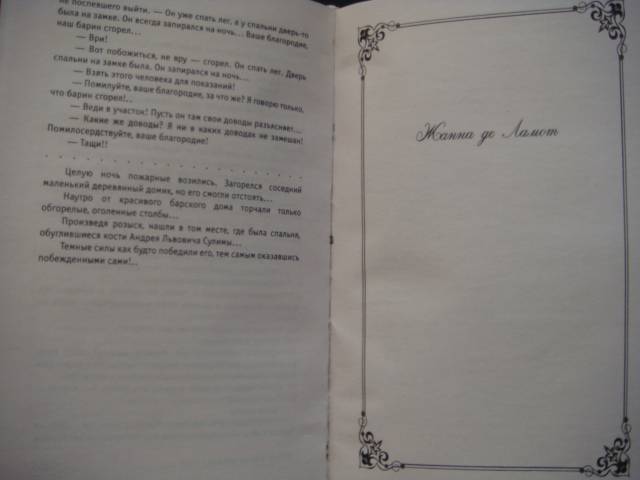 не поспевшего выйти. — Он уже спать лег, а у спальни дверь-то
была на замке. Он всегда запирался на ночь... Ваше благородие,
наш барин сгорел...
— Ври!
— Вот побожиться, не вру — сгорел. Он спать лег. Дверь
спальни на замке была. Он запирался на ночь...
— Взять этого человека для показаний!
— Помилуйте, ваше благородие, за что же? Я говорю только,
что барин сгорел!..
— Веди в участок! Пусть он там свои доводы разъясняет...
— Какие же доводы? Я ни в каких доводах не замешан!
Помилосердствуйте, ваше благородие!
— Тащи!!
Целую ночь пожарные возились. Загорелся соседний
маленький деревянный домик, но его смогли отстоять...
Наутро от красивого барского дома торчали только
обгорелые, оголенные столбы...
Произведя розыск, нашли в том месте, где была спальня,
обуглившиеся кости Андрея Львовича Сулимы...
Темные силы как будто победили его, тем самым оказавшись
побежденными сами!..
Жанна де Ламот